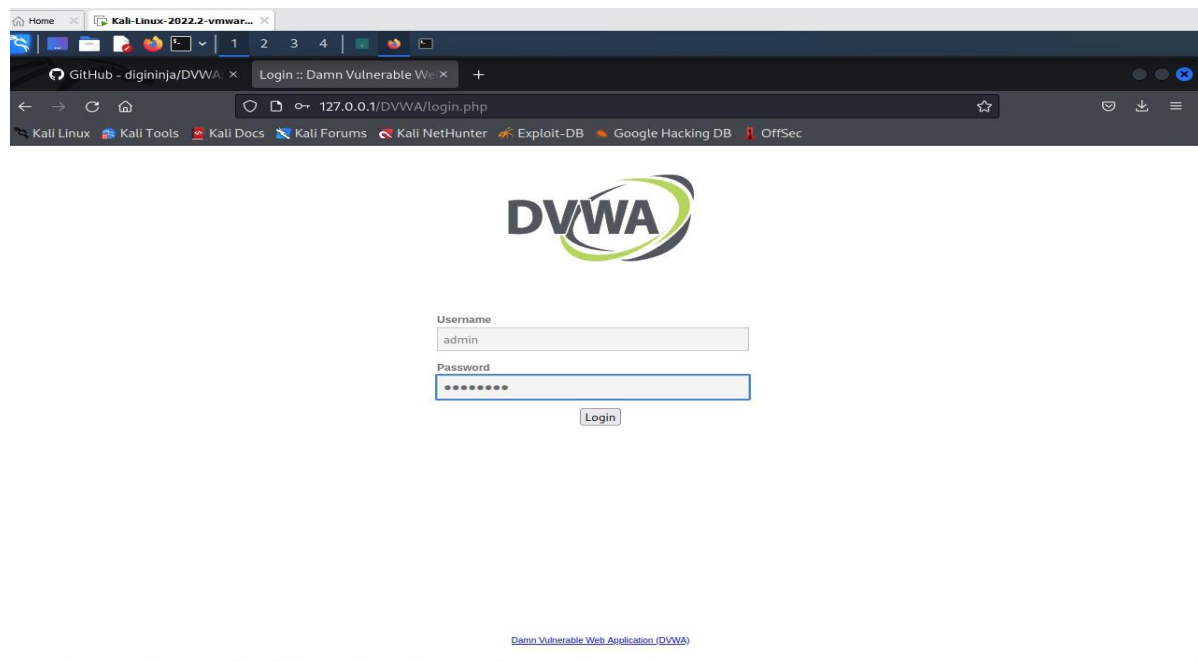 Home
Kali-Linux-2022.2-vmwar...
1 2 3 4
GitHub - digininja/DVWA:
Login :: Damn Vulnerable We
127.0.0.1/DVWA/login.php
Kali Linux Kali Tools Kali Docs Kali Forums Kali NetHunter Exploit-DB Google Hacking DB OffSec
DVWA
Username
admin
Password
••••••••
Login
Damn Vulnerable Web Application (DVWA)